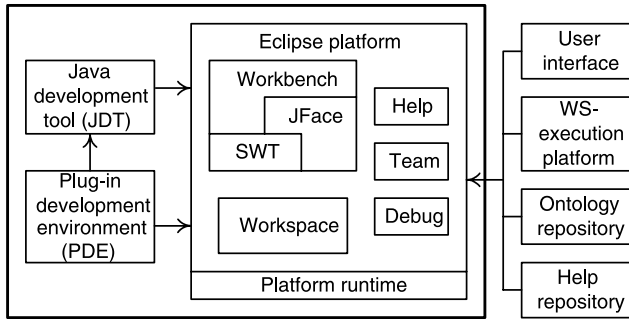 Eclipse platform
Java
development
tool (JDT)
Plug-in
development
environment
(PDE)
Workbench
JFace
SWT
Workspace
Help
Team
Debug
Platform runtime
User
interface
WS-
execution
platform
Ontology
repository
Help
repository